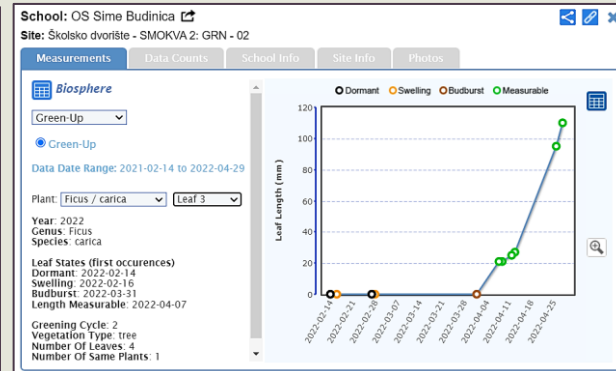 School: OS Sime Budinica
Site: Školsko dvorište - SMOKVA 2: GRN - 02
Measurements
Data Counts
School Info
Site Info
Photos
Biosphere
Green-Up
Green-Up
Data Date Range: 2021-02-14 to 2022-04-29
Plant: Ficus / carica Leaf 3
Year: 2022
Genus: Ficus
Species: carica
Leaf States (first occurences)
Dormant: 2022-02-14
Swelling: 2022-02-16
Budburst: 2022-03-31
Length Measurable: 2022-04-07
Greening Cycle: 2
Vegetation Type: tree
Number Of Leaves: 4
Number Of Same Plants: 1
Dormant Swelling Budburst Measurable
Leaf Length (mm)
120
100
80
60
40
20
0
2022-02-14
2022-02-21
2022-02-28
2022-03-07
2022-03-14
2022-03-21
2022-03-28
2022-04-04
2022-04-11
2022-04-18
2022-04-25